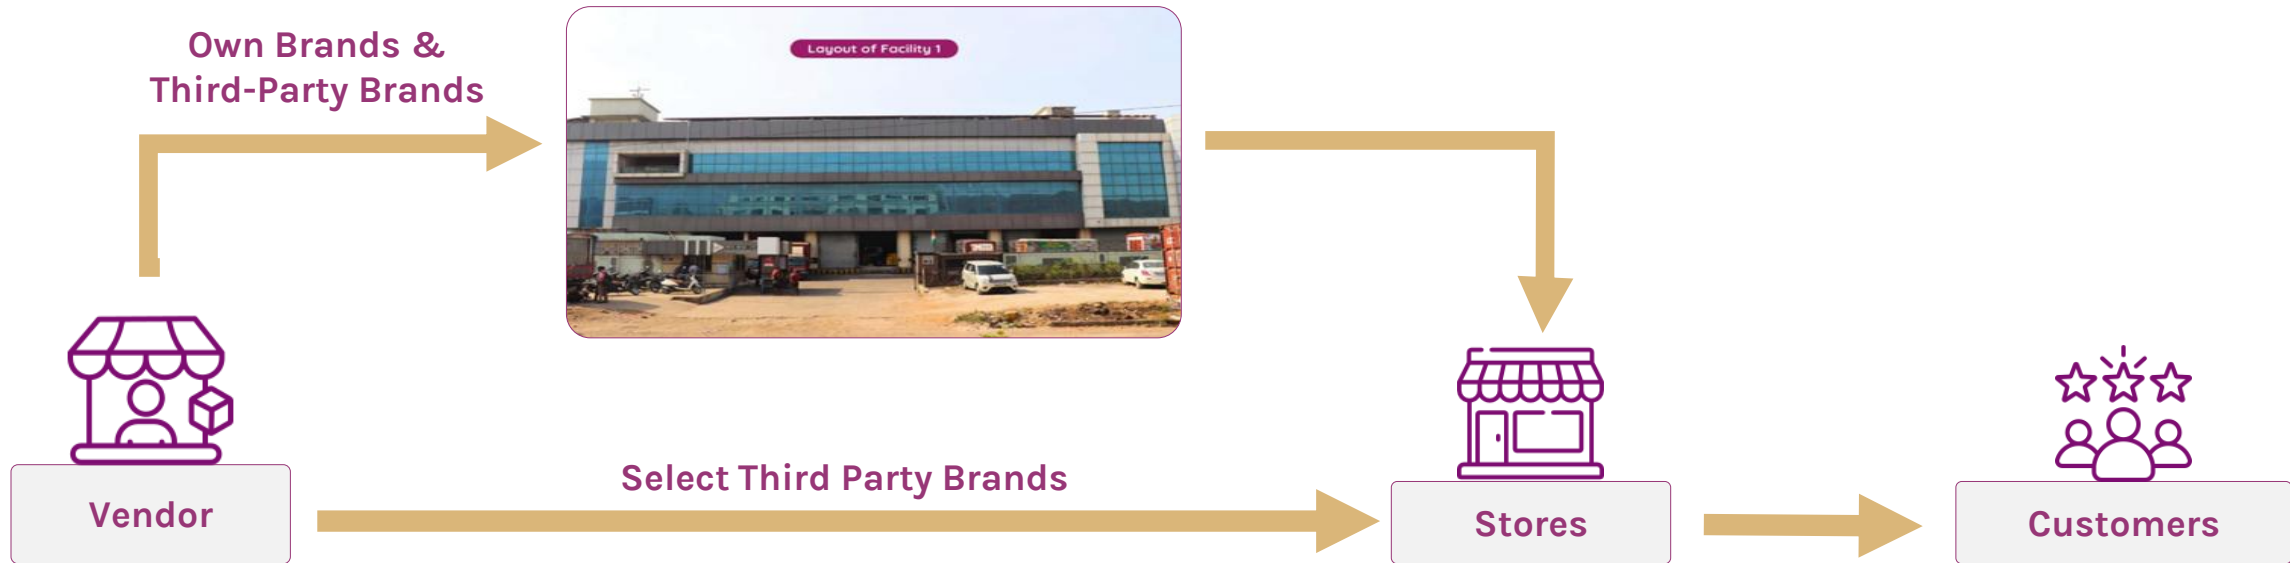 Own Brands &
Third-Party Brands
Layout of Facility 1
Select Third Party Brands
Vendor
Stores
Customers